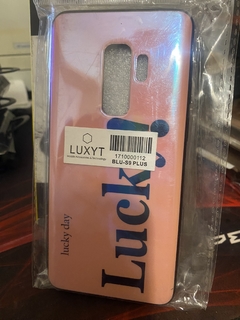 LUXYT
1710000112
BLU-S9 PLUS
lucky day
Lucky!